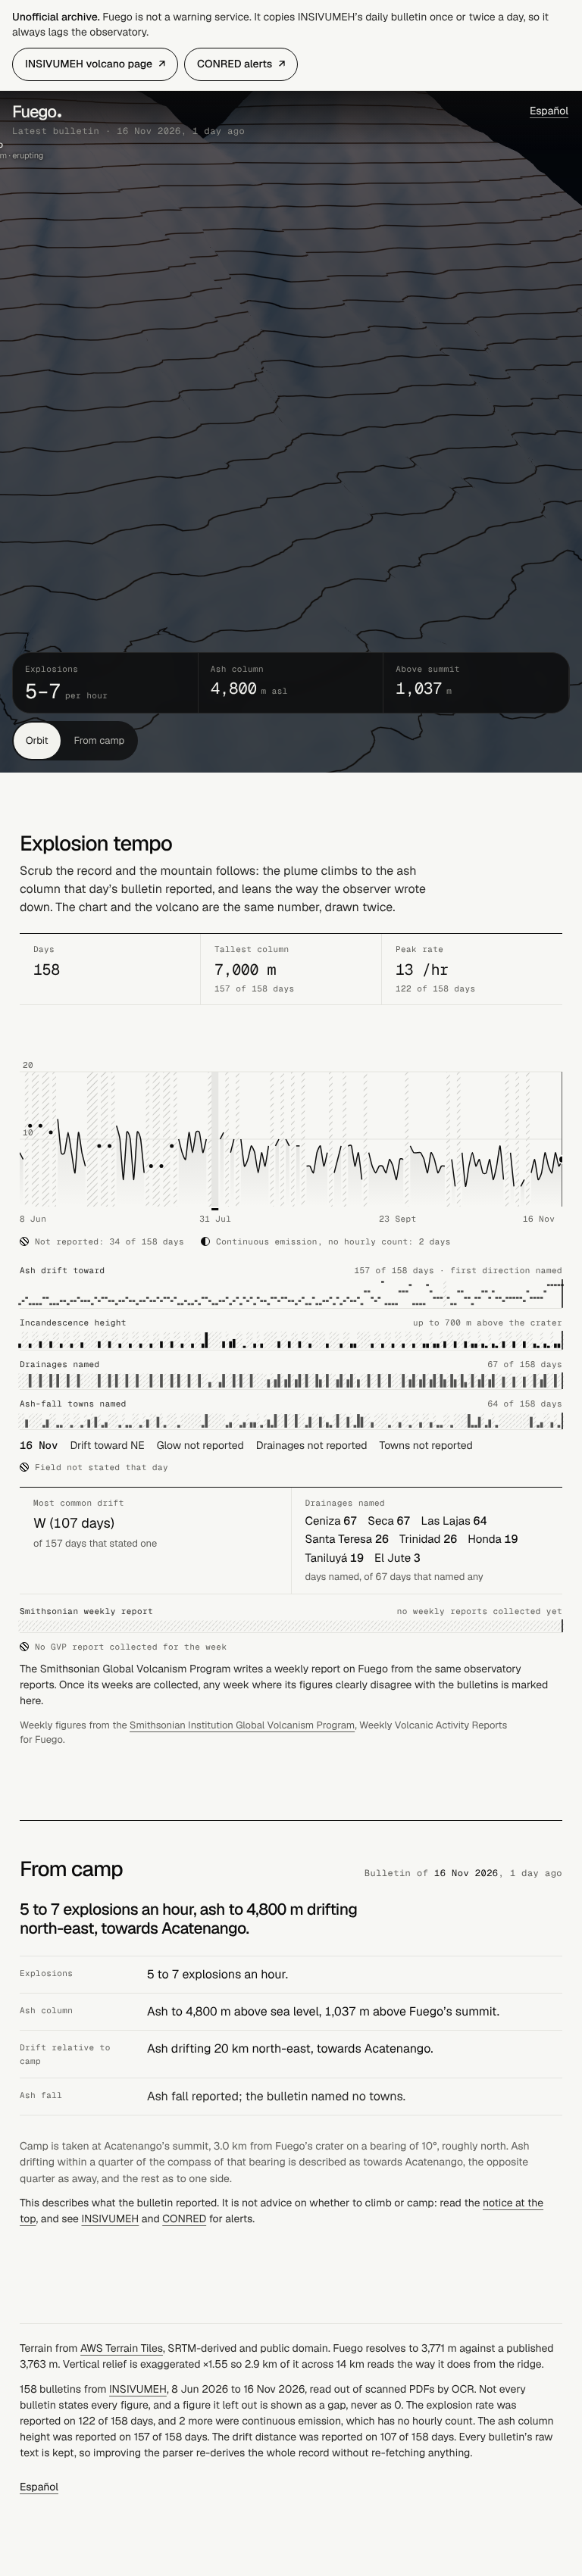 Unofficial archive. Fuego is not a warning service. It copies INSIVUMEH's daily bulletin once or twice a day, so it
always lags the observatory.
INSIVUMEH volcano page ↗ CONRED alerts ↗
Fuego. Español
Latest bulletin · 16 Nov 2026, 1 day ago
m · erupting
Explosions Ash column Above summit
5–7 per hour 4,800 m asl 1,037 m
Orbit From camp
Explosion tempo
Scrub the record and the mountain follows: the plume climbs to the ash
column that day's bulletin reported, and leans the way the observer wrote
down. The chart and the volcano are the same number, drawn twice.
Days Tallest column Peak rate
158 7,000 m 13 /hr
157 of 158 days 122 of 158 days
20
10
8 Jun 31 Jul 23 Sept 16 Nov
Not reported: 34 of 158 days Continuous emission, no hourly count: 2 days
Ash drift toward 157 of 158 days · first direction named
Incandescence height up to 700 m above the crater
Drainages named 67 of 158 days
Ash-fall towns named 64 of 158 days
16 Nov Drift toward NE Glow not reported Drainages not reported Towns not reported
Field not stated that day
Most common drift Drainages named
W (107 days) Ceniza 67 Seca 67 Las Lajas 64
of 157 days that stated one Santa Teresa 26 Trinidad 26 Honda 19
Taniluyá 19 El Jute 3
days named, of 67 days that named any
Smithsonian weekly report no weekly reports collected yet
No GVP report collected for the week
The Smithsonian Global Volcanism Program writes a weekly report on Fuego from the same observatory
reports. Once its weeks are collected, any week where its figures clearly disagree with the bulletins is marked
here.
Weekly figures from the Smithsonian Institution Global Volcanism Program, Weekly Volcanic Activity Reports
for Fuego.
From camp Bulletin of 16 Nov 2026, 1 day ago
5 to 7 explosions an hour, ash to 4,800 m drifting
north-east, towards Acatenango.
Explosions 5 to 7 explosions an hour.
Ash column Ash to 4,800 m above sea level, 1,037 m above Fuego's summit.
Drift relative to Ash drifting 20 km north-east, towards Acatenango.
camp
Ash fall Ash fall reported; the bulletin named no towns.
Camp is taken at Acatenango's summit, 3.0 km from Fuego's crater on a bearing of 10°, roughly north. Ash
drifting within a quarter of the compass of that bearing is described as towards Acatenango, the opposite
quarter as away, and the rest as to one side.
This describes what the bulletin reported. It is not advice on whether to climb or camp: read the notice at the
top, and see INSIVUMEH and CONRED for alerts.
Terrain from AWS Terrain Tiles, SRTM-derived and public domain. Fuego resolves to 3,771 m against a published
3,763 m. Vertical relief is exaggerated ×1.55 so 2.9 km of it across 14 km reads the way it does from the ridge.
158 bulletins from INSIVUMEH, 8 Jun 2026 to 16 Nov 2026, read out of scanned PDFs by OCR. Not every
bulletin states every figure, and a figure it left out is shown as a gap, never as 0. The explosion rate was
reported on 122 of 158 days, and 2 more were continuous emission, which has no hourly count. The ash column
height was reported on 157 of 158 days. The drift distance was reported on 107 of 158 days. Every bulletin's raw
text is kept, so improving the parser re-derives the whole record without re-fetching anything.
Español